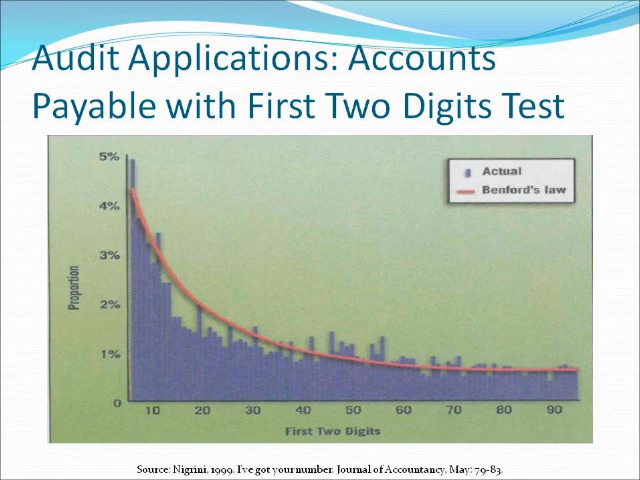 Audit Applications: Accounts
Payable with First Two Digits Test
5%
4%
3%
2%
1%
0
Proportion
Actual
Benford's law
10 20 30 40 50 60 70 80 90
First Two Digits
Source: Nigrini, 1999. I've got your number. Journal of Accountancy, May: 79-83.